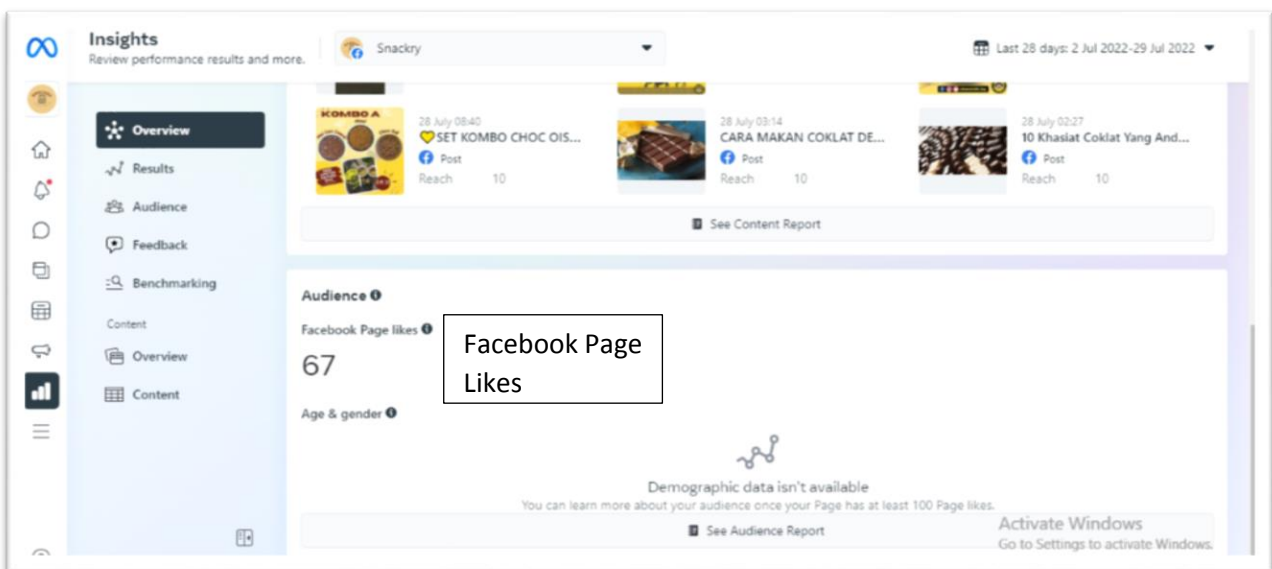 Insights
Review performance results and more.
Snackry
Last 28 days: 2 Jul 2022-29 Jul 2022
Overview
Results
Audience
Feedback
Benchmarking
Content
Overview
Content
KOMBO A
28 July 08:40
SET KOMBO CHOC OIS...
Post
Reach 10
28 July 03:14
CARA MAKAN COKLAT DE...
Post
Reach 10
28 July 02:27
10 Khasiat Coklat Yang And...
Post
Reach 10
See Content Report
Audience
Facebook Page likes
67
Facebook Page
Likes
Age & gender
Demographic data isn't available
You can learn more about your audience once your Page has at least 100 Page likes.
See Audience Report
Activate Windows
Go to Settings to activate Windows.